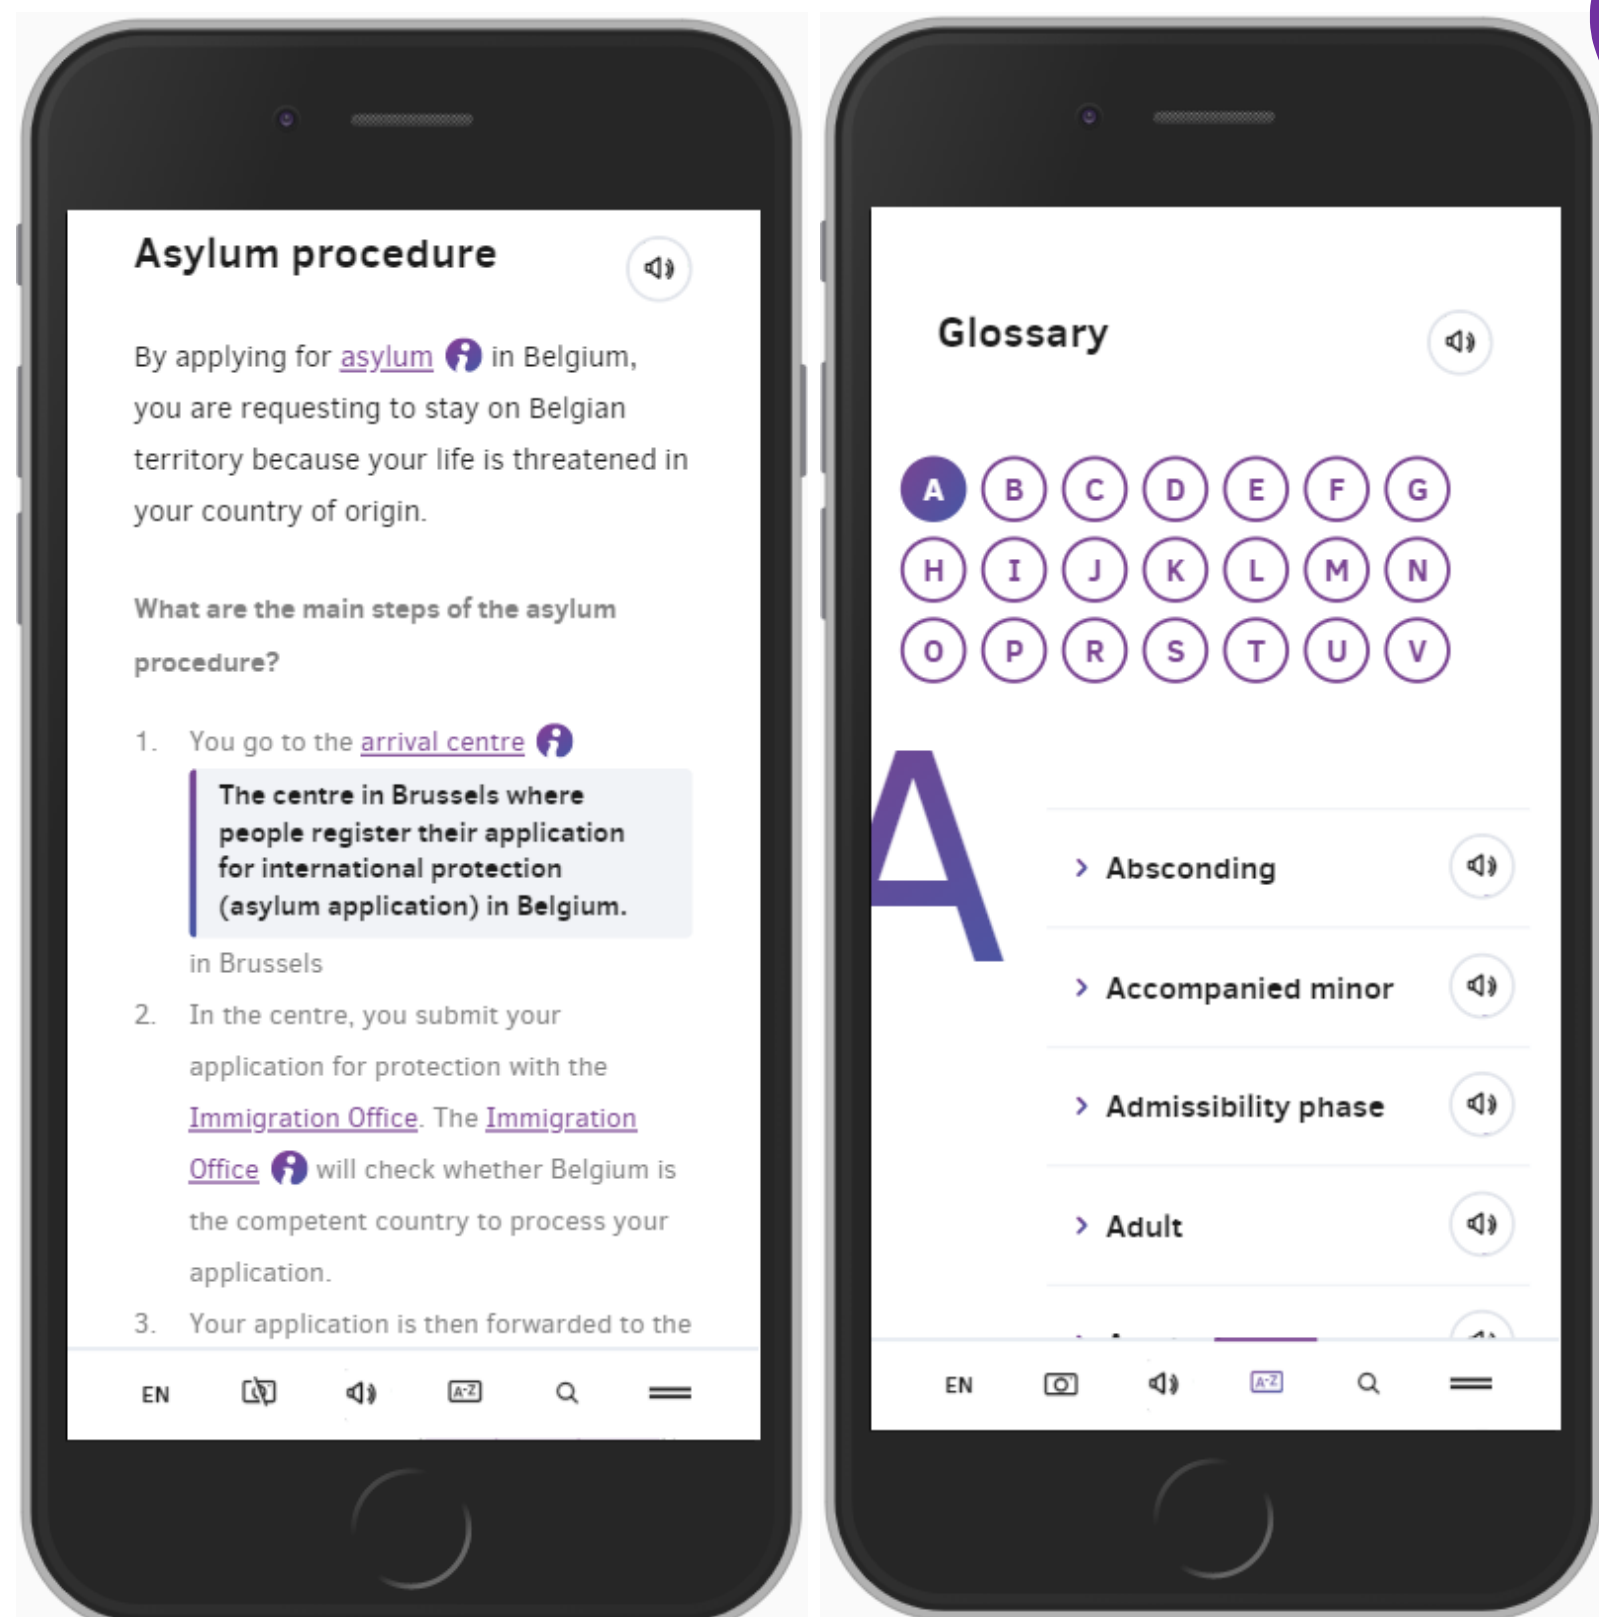 Asylum procedure
By applying for asylum i in Belgium,
you are requesting to stay on Belgian
territory because your life is threatened in
your country of origin.
What are the main steps of the asylum
procedure?
1. You go to the arrival centre i
The centre in Brussels where
people register their application
for international protection
(asylum application) in Belgium.
in Brussels
2. In the centre, you submit your
application for protection with the
Immigration Office. The Immigration
Office i will check whether Belgium is
the competent country to process your
application.
3. Your application is then forwarded to the
EN
A-Z
Glossary
A B C D E F G
H I J K L M N
O P R S T U V
A
Absconding
Accompanied minor
Admissibility phase
Adult
EN
A-Z